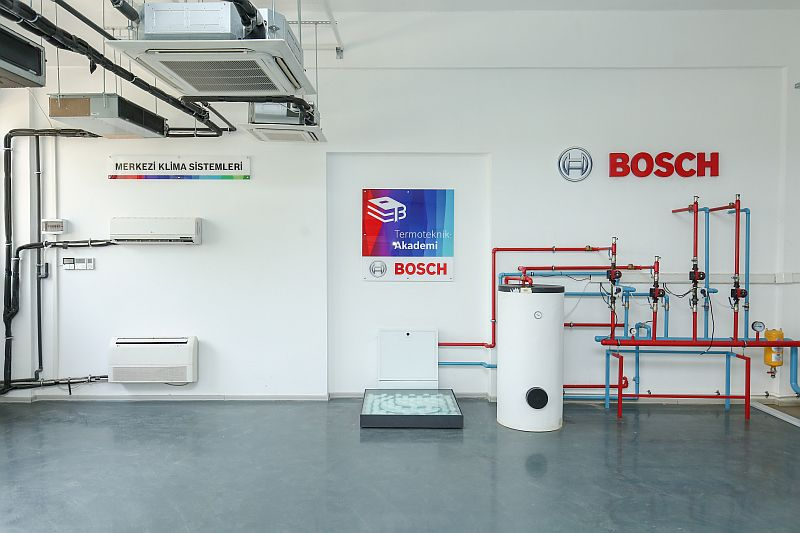 MERKEZİ KLİMA SİSTEMLERİ
BOSCH
B
Termoteknik
Akademi
BOSCH